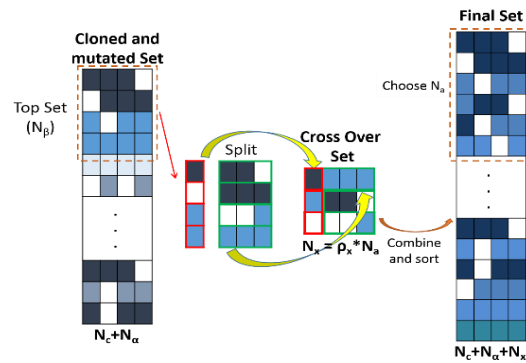 Cloned and
mutated Set
Top Set
(Nβ)
Nc+Nα
Split
Cross Over
Set
Nx = ρx*Na
Combine
and sort
Final Set
Choose Na
Nc+Nα+Nx